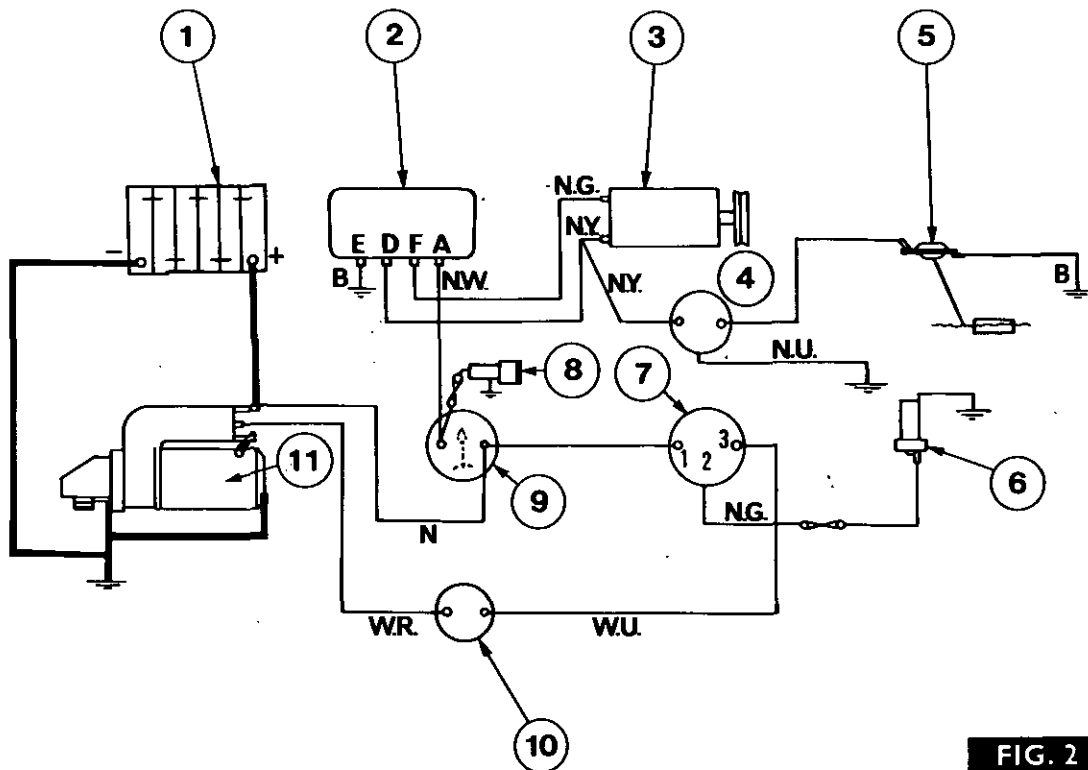 1
2
3
5
N.G.
N.Y.
E D F A
B
N.W.
N.Y.
4
B
- +
N.U.
8
7
1 2 3
11
9
6
N
N.G.
W.R.
W.U.
10
FIG. 2